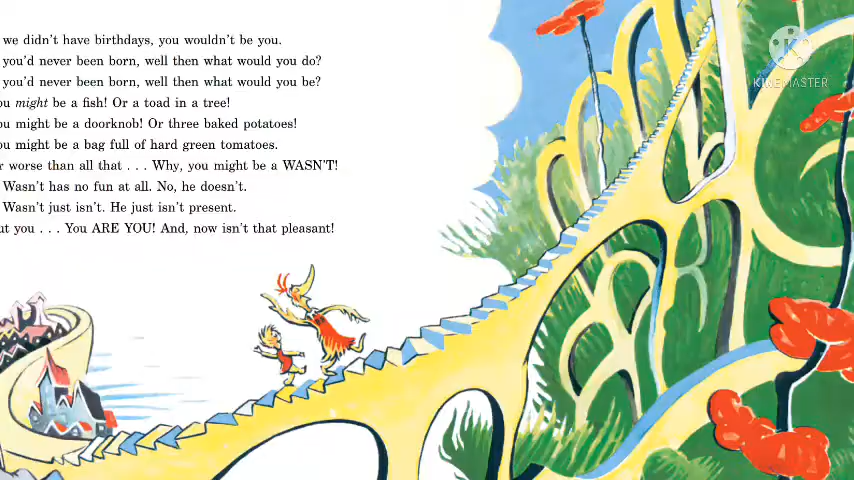 we didn't have birthdays, you wouldn't be you.
you'd never been born, well then what would you do?
you'd never been born, well then what would you be?
ou might be a fish! Or a toad in a tree!
ou might be a doorknob! Or three baked potatoes!
ou might be a bag full of hard green tomatoes.
r worse than all that . . . Why, you might be a WASN'T!
Wasn't has no fun at all. No, he doesn't.
Wasn't just isn't. He just isn't present.
ut you . . . You ARE YOU! And, now isn't that pleasant!
K
KINEMASTER